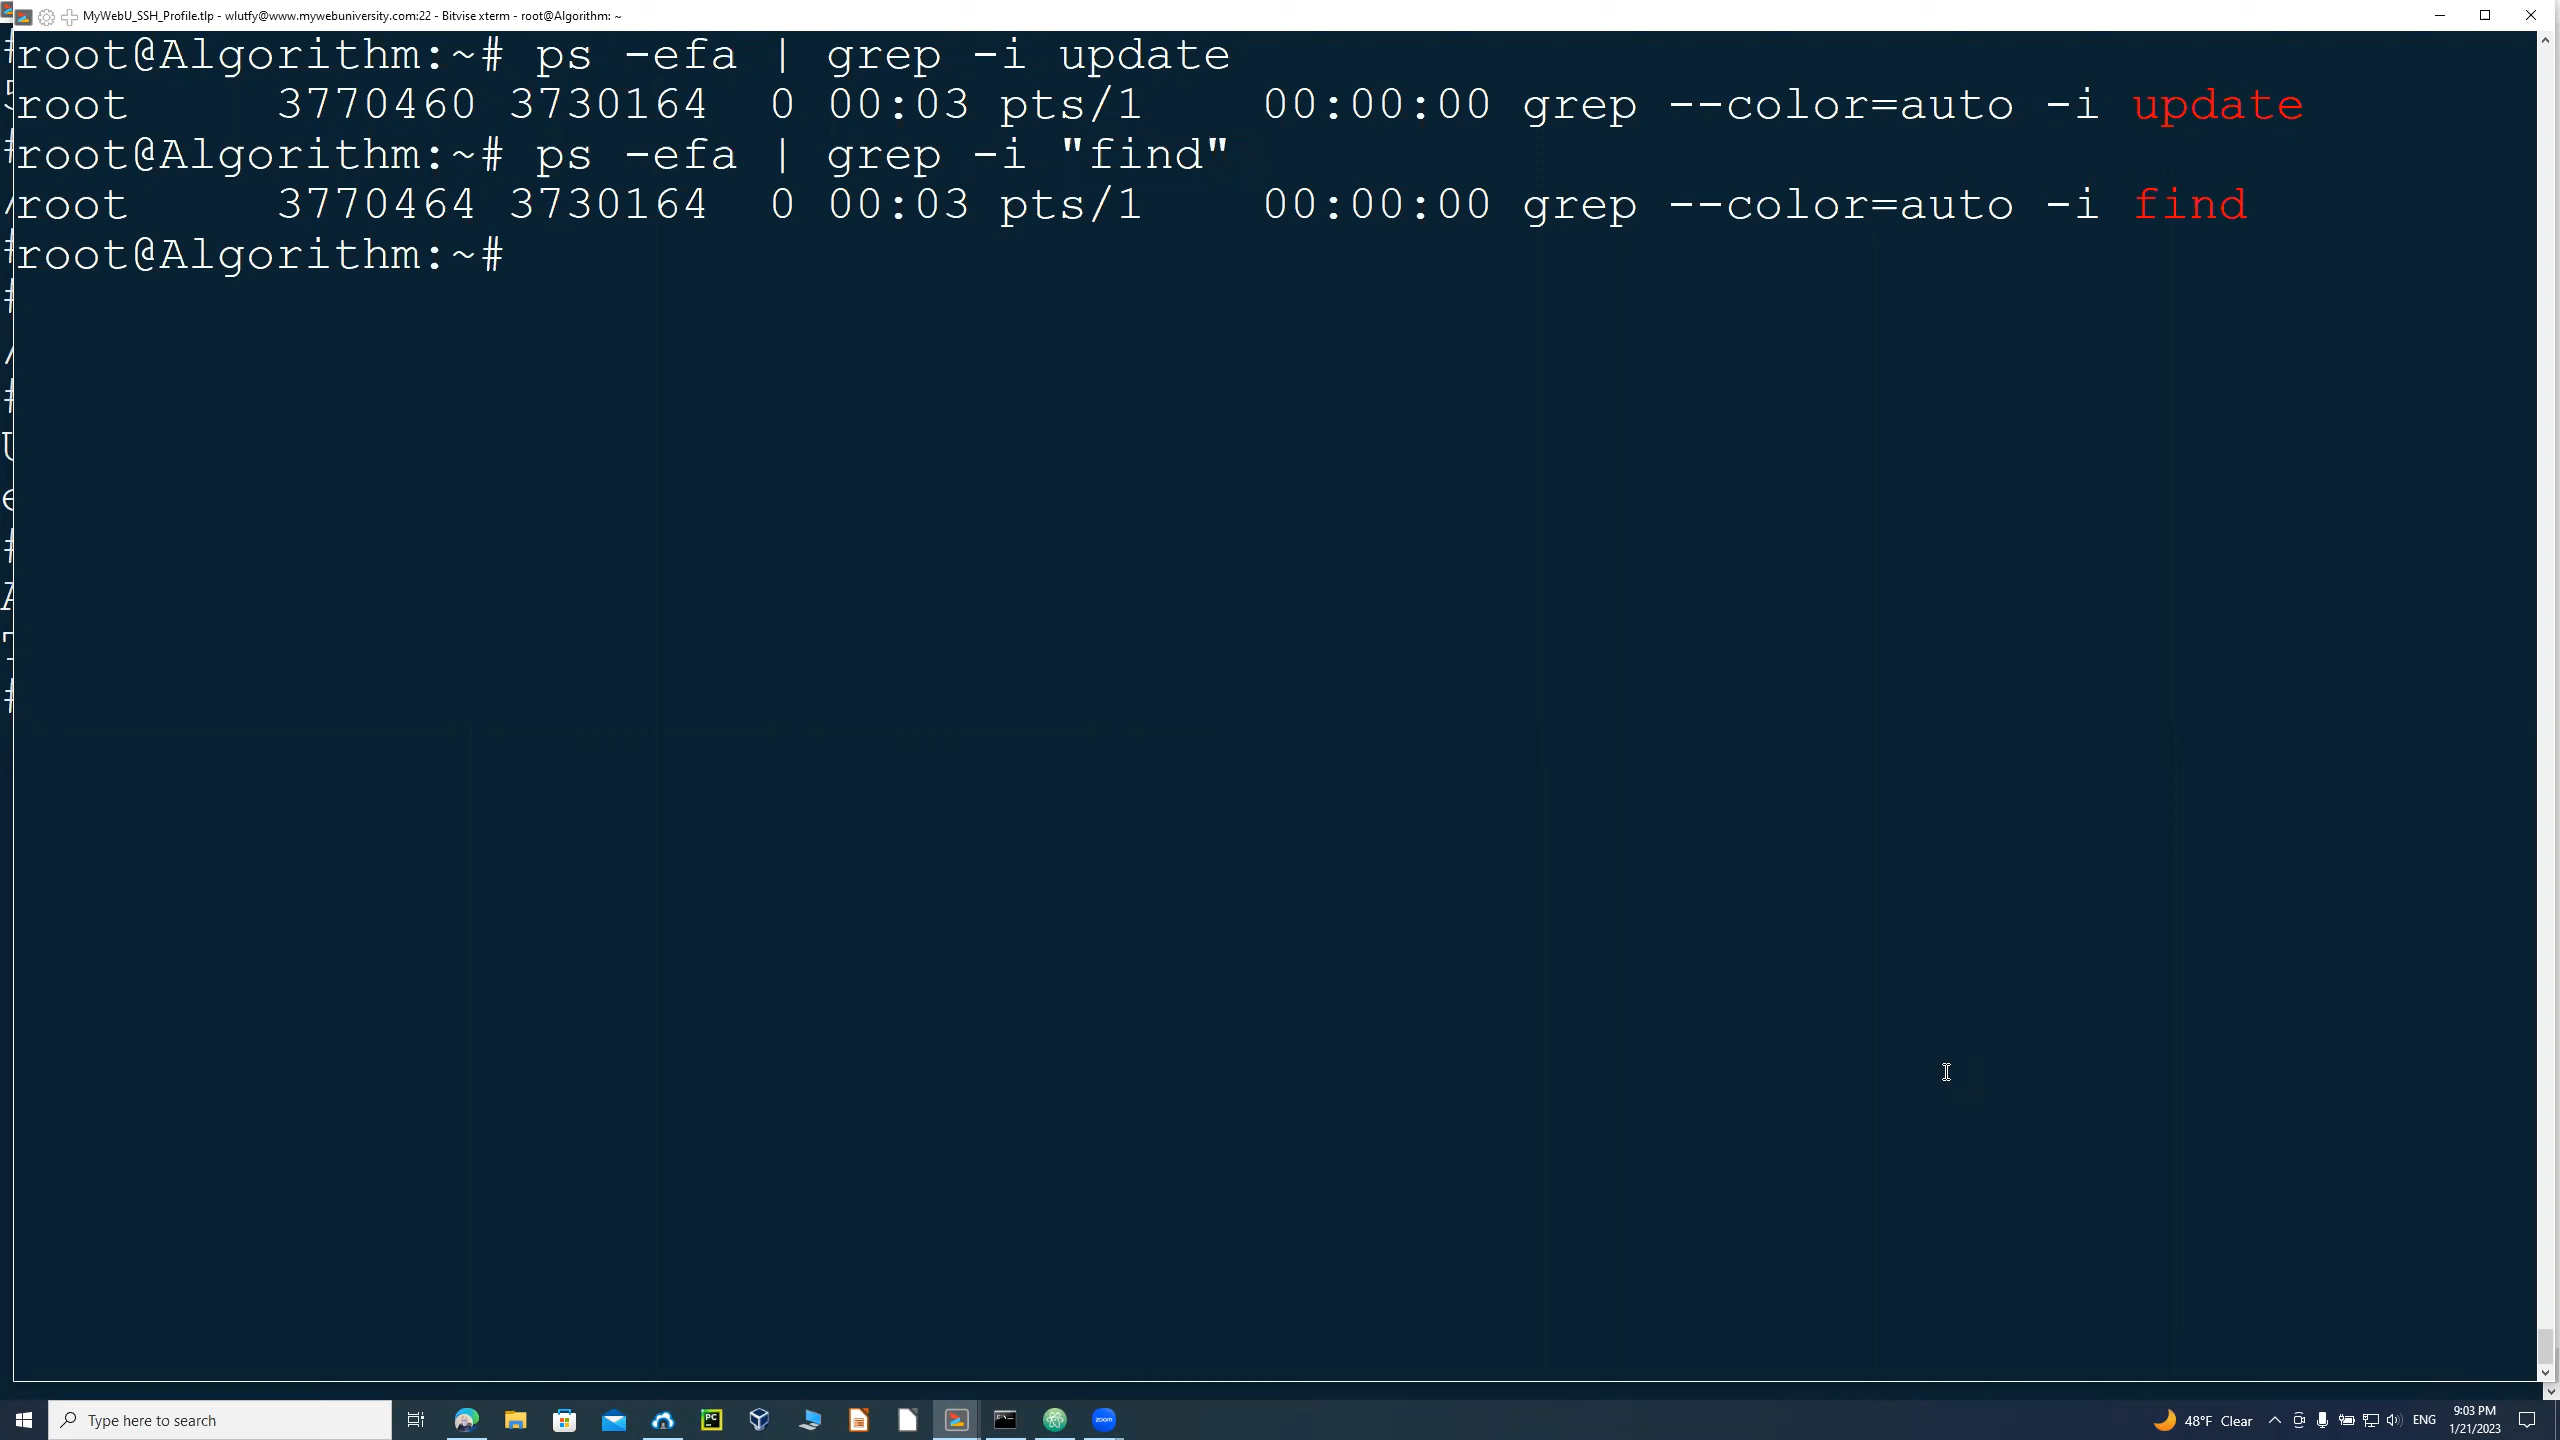 MyWebU_SSH_Profile.tlp - wlutfy@www.mywebuniversity.com:22 - Bitvise xterm - root@Algorithm: ~
root@Algorithm:~# ps -efa | grep -i update
root     3770460 3730164  0 00:03 pts/1    00:00:00 grep --color=auto -i update
root@Algorithm:~# ps -efa | grep -i "find"
root     3770464 3730164  0 00:03 pts/1    00:00:00 grep --color=auto -i find
root@Algorithm:~#
Type here to search
PC
zoom
48°F Clear
ENG
9:03 PM
1/21/2023